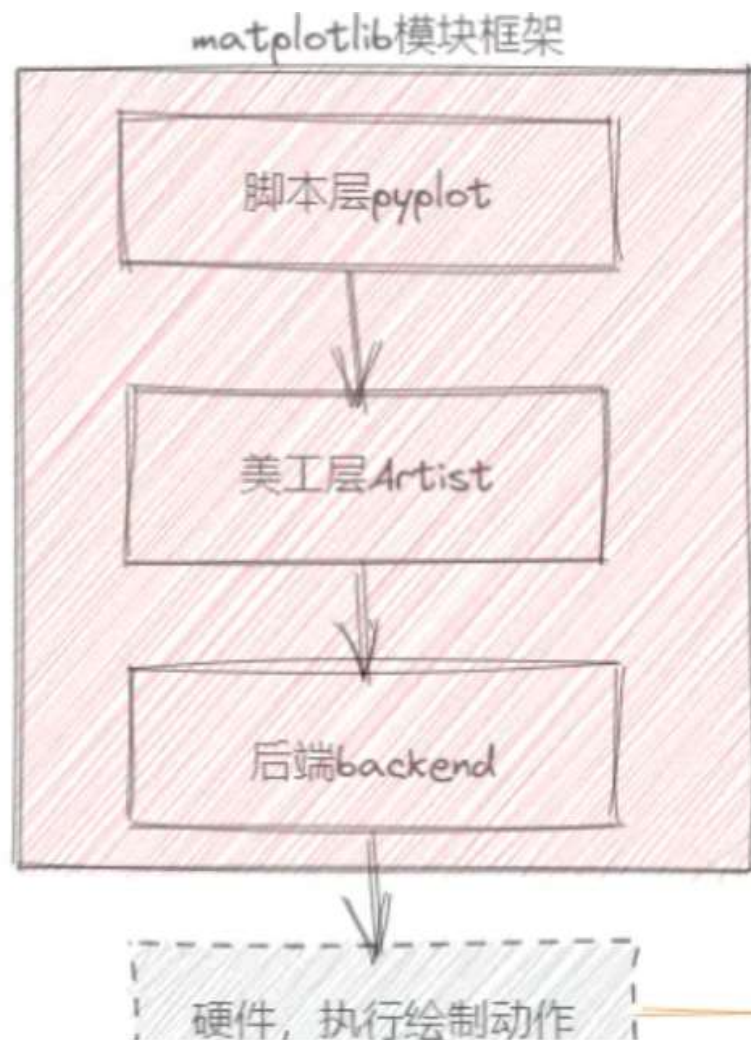 matplotlib模块框架
脚本层pyplot
美工层Artist
后端backend
硬件，执行绘制动作